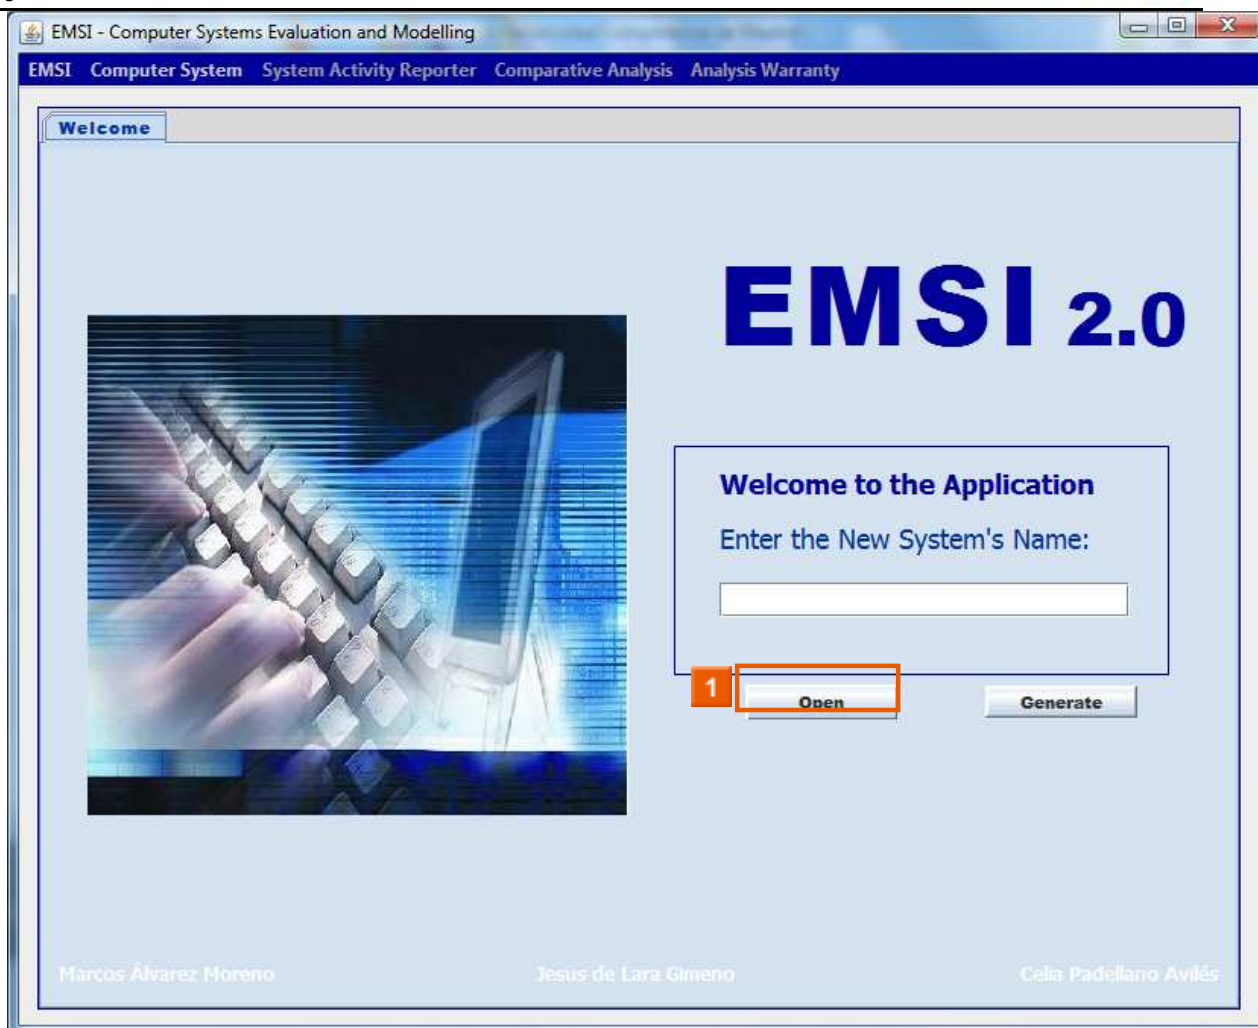 EMSI - Computer Systems Evaluation and Modelling
EMSI Computer System System Activity Reporter Comparative Analysis Analysis Warranty
Welcome
EMSI 2.0
Welcome to the Application
Enter the New System's Name:
1
Open
Generate
Marcos Álvarez Moreno Jesus de Lara Gimeno Celia Padellano Avilés